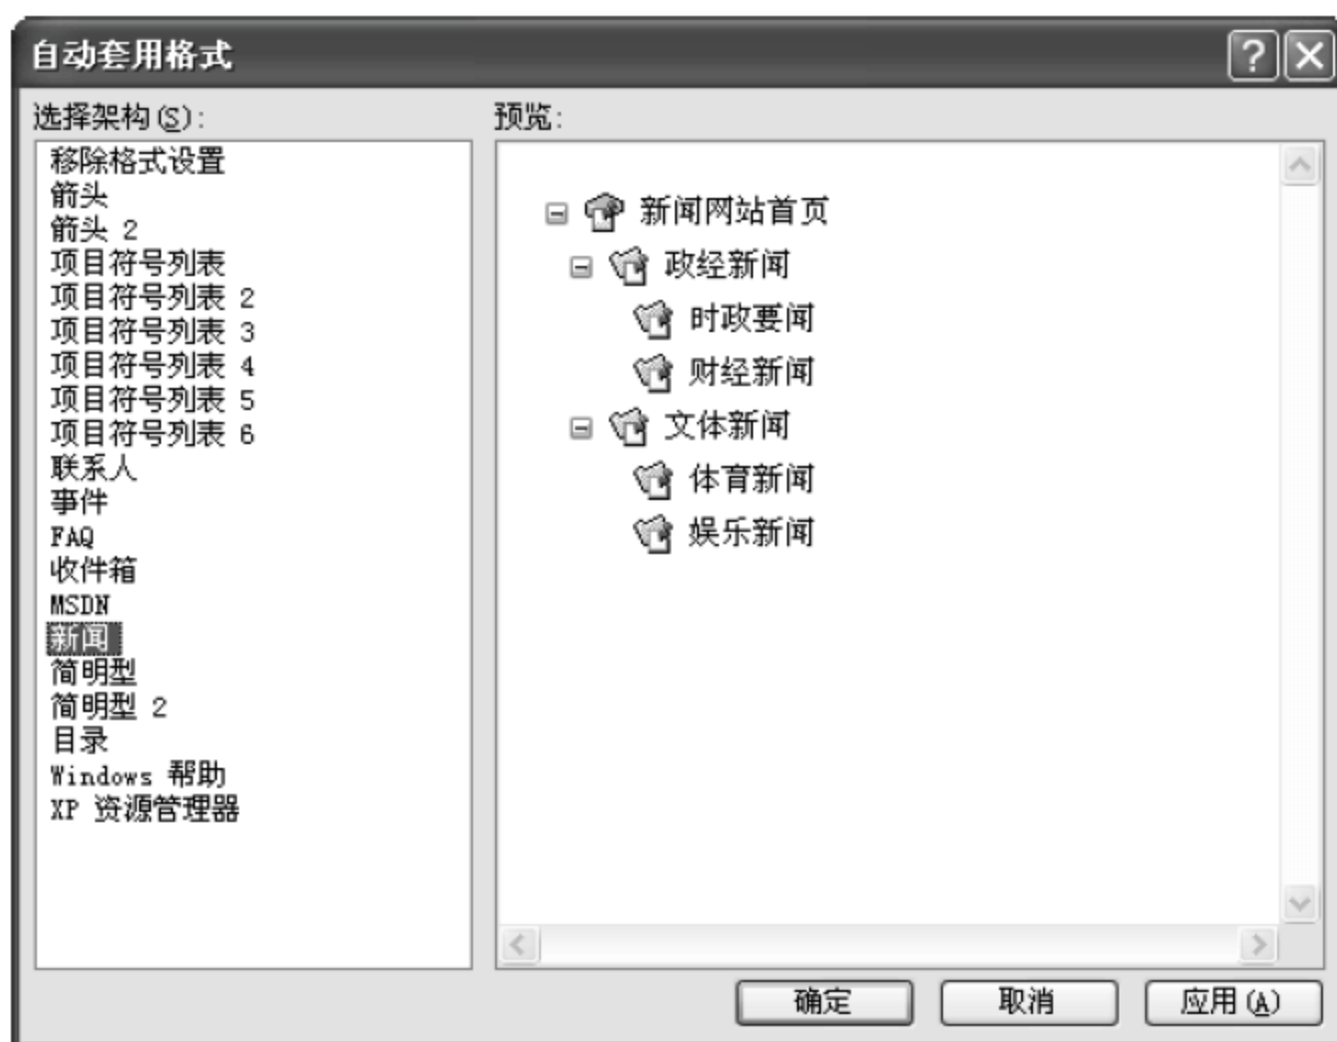 自动套用格式
选择架构(S):
移除格式设置
箭头
箭头 2
项目符号列表
项目符号列表 2
项目符号列表 3
项目符号列表 4
项目符号列表 5
项目符号列表 6
联系人
事件
FAQ
收件箱
MSDN
新闻
简明型
简明型 2
目录
Windows 帮助
XP 资源管理器
预览:
新闻网站首页
政经新闻
时政要闻
财经新闻
文体新闻
体育新闻
娱乐新闻
确定 取消 应用(A)